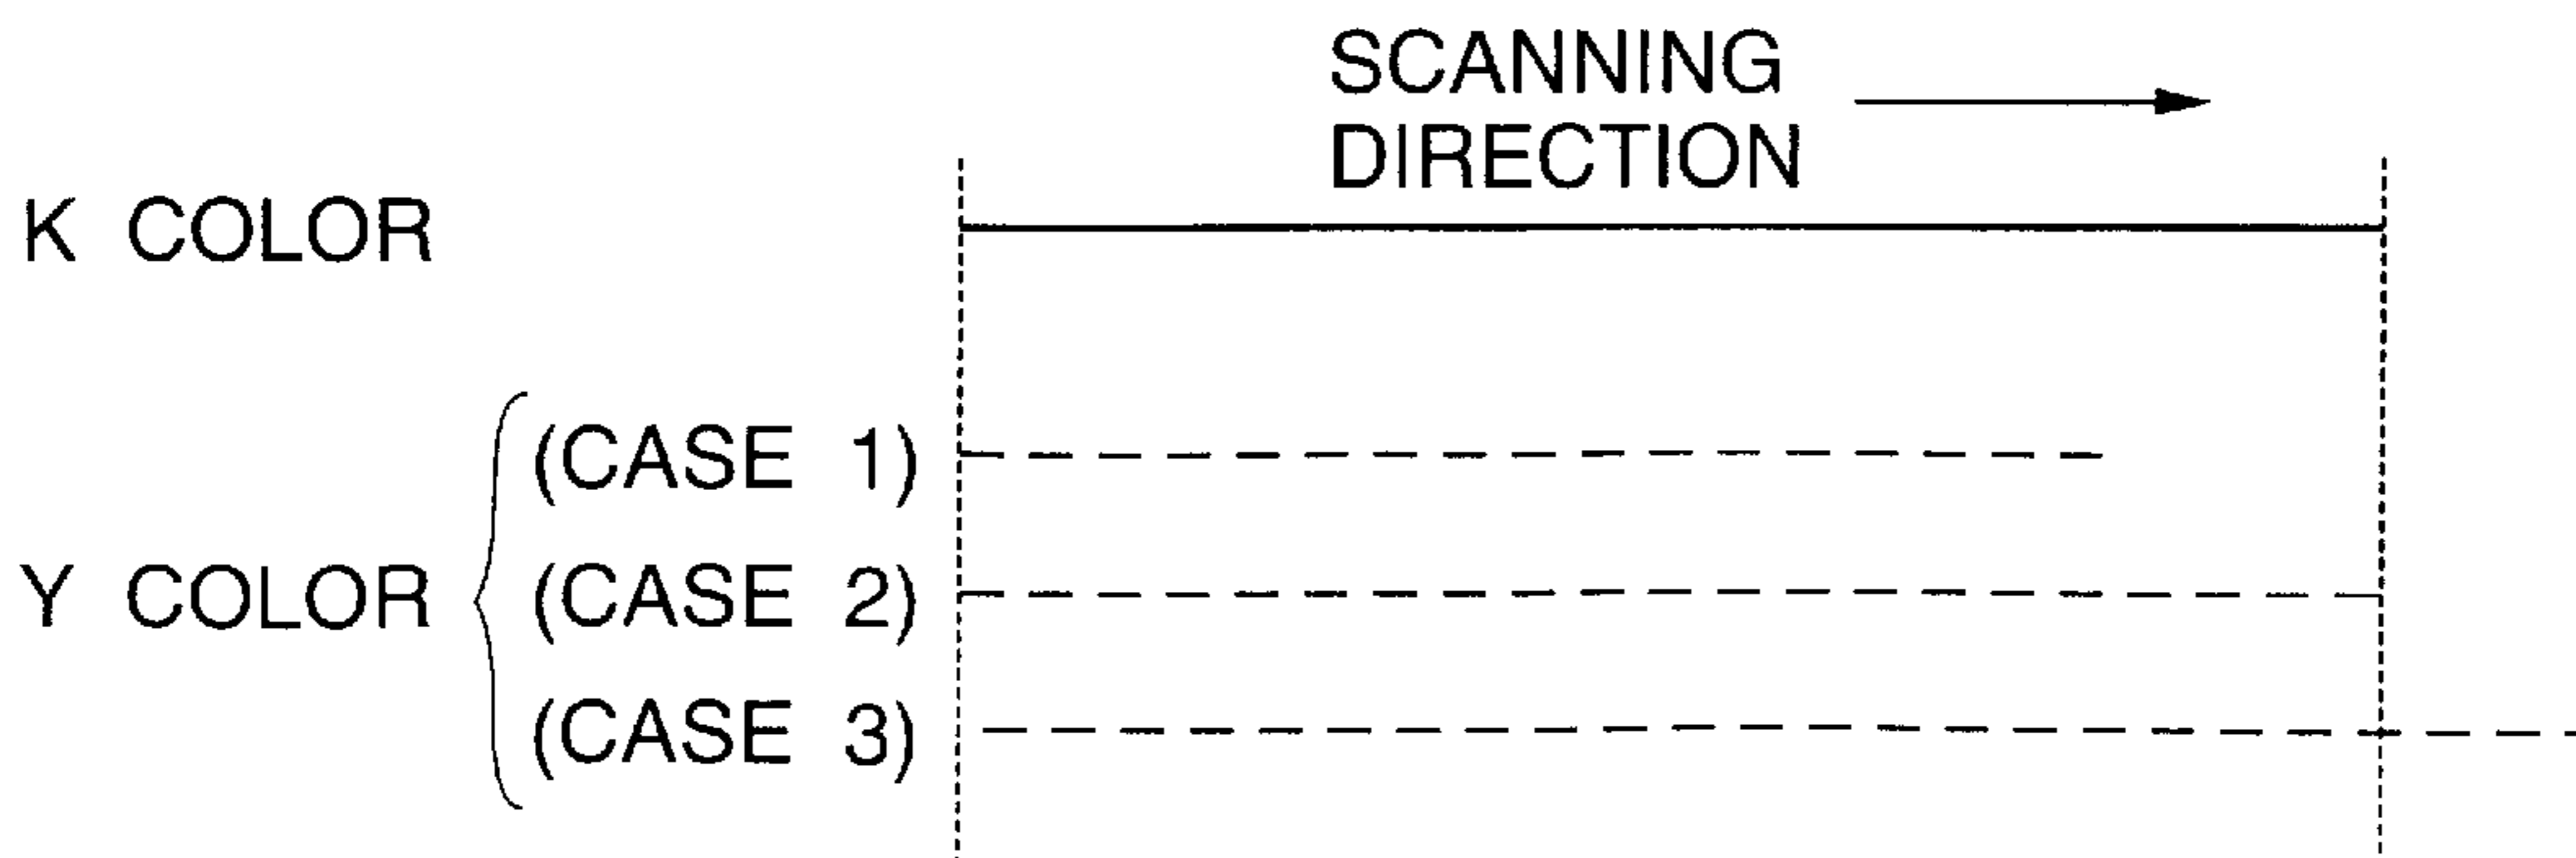 SCANNING
DIRECTION
K COLOR
(CASE 1)
Y COLOR (CASE 2)
(CASE 3)